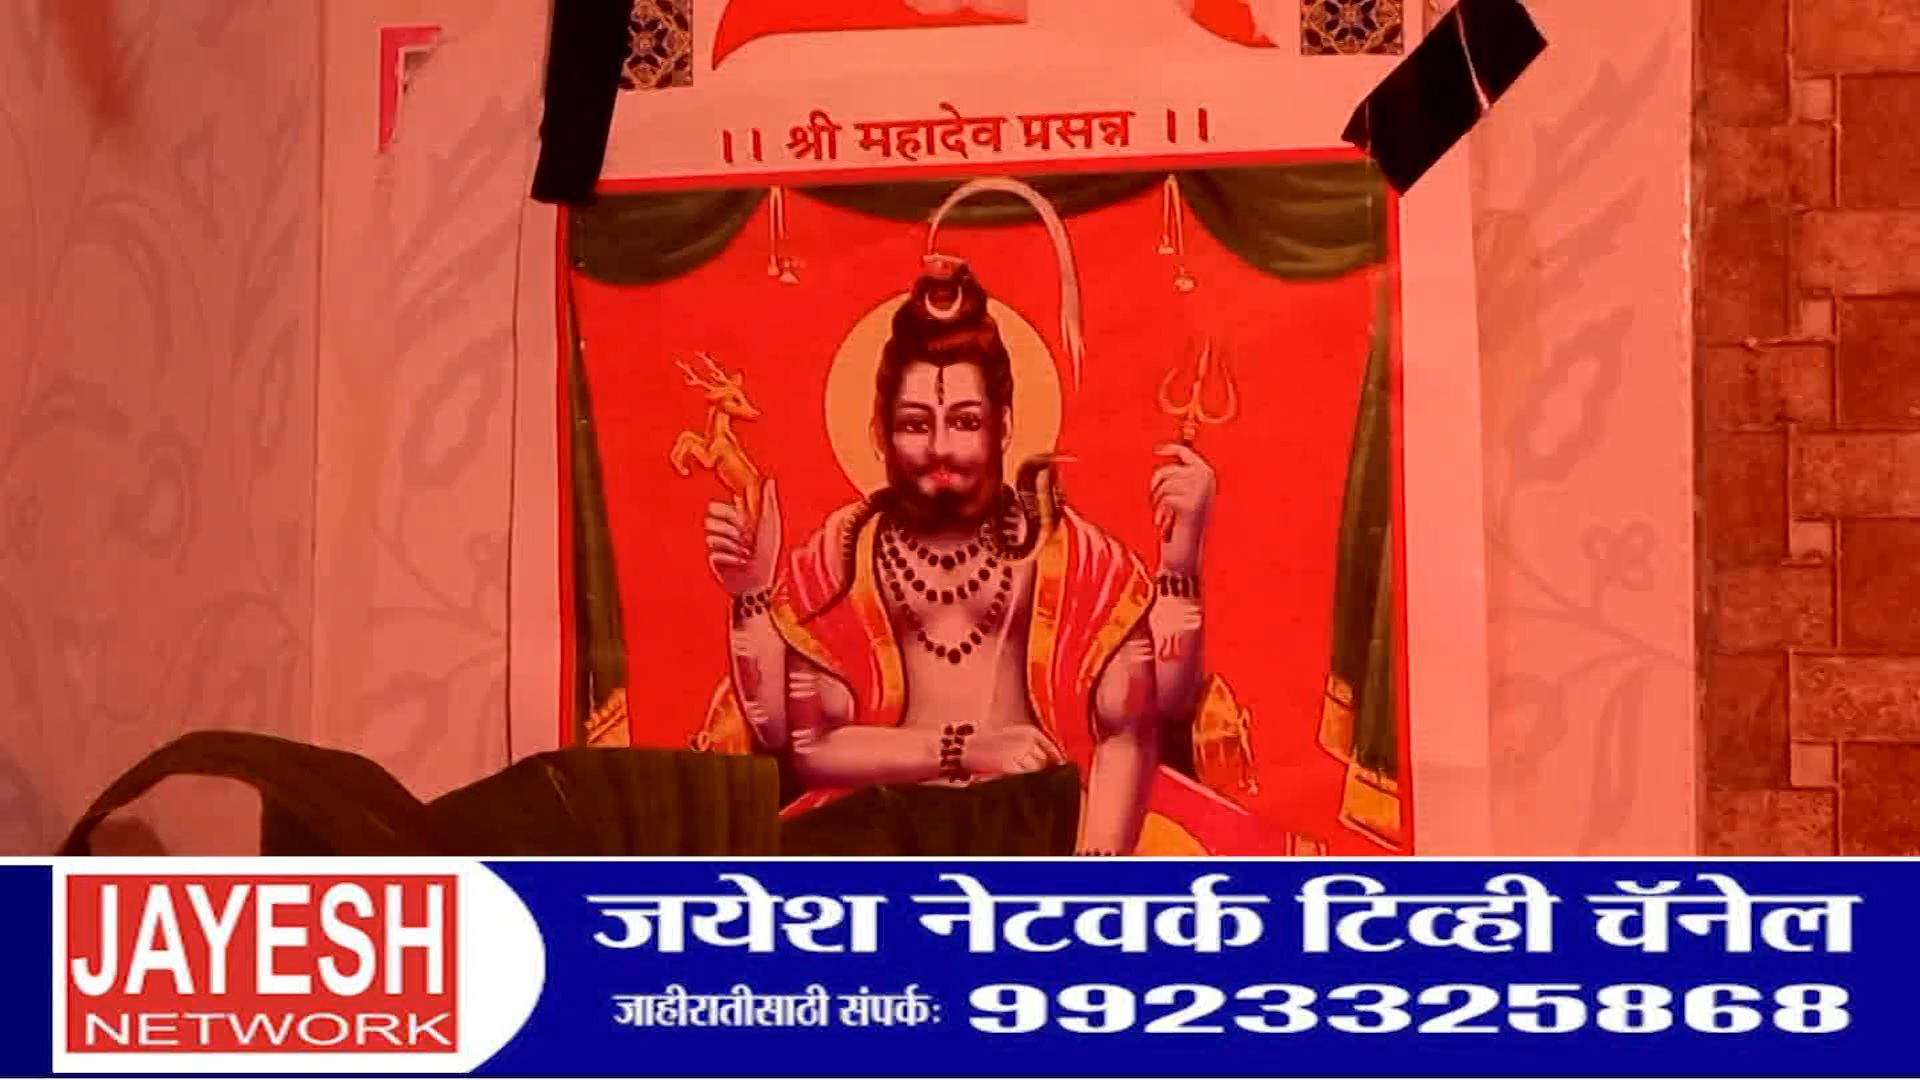 ।। श्री महादेव प्रसन्न ।।
JAYESH
NETWORK
जयेश नेटवर्क टिव्ही चॅनेल
जाहीरातीसाठी संपर्क: 9923325868